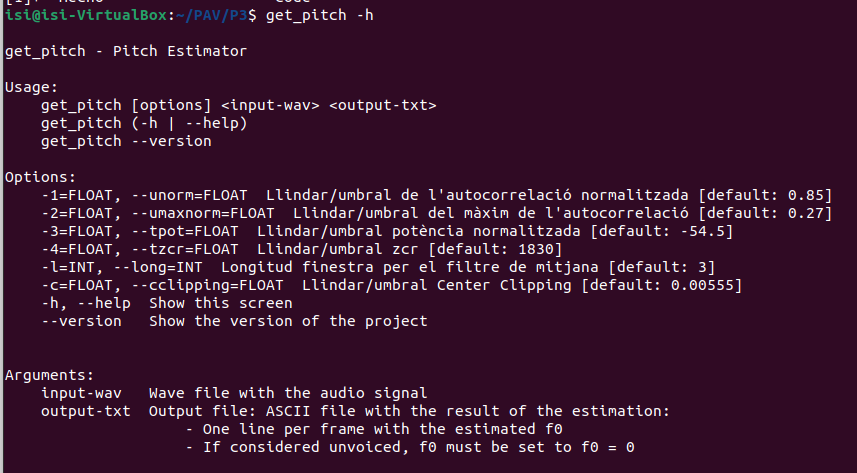 isi@isi-VirtualBox:~/PAV/P3$ get_pitch -h
get_pitch - Pitch Estimator
Usage:
get_pitch [options] <input-wav> <output-txt>
get_pitch (-h | --help)
get_pitch --version
Options:
-1=FLOAT, --unorm=FLOAT  Llindar/umbral de l'autocorrelació normalitzada [default: 0.85]
-2=FLOAT, --umaxnorm=FLOAT  Llindar/umbral del màxim de l'autocorrelació [default: 0.27]
-3=FLOAT, --tpot=FLOAT  Llindar/umbral potència normalitzada [default: -54.5]
-4=FLOAT, --tzcr=FLOAT  Llindar/umbral zcr [default: 1830]
-l=INT, --long=INT  Longitud finestra per el filtre de mitjana [default: 3]
-c=FLOAT, --cclipping=FLOAT  Llindar/umbral Center Clipping [default: 0.00555]
-h, --help  Show this screen
--version   Show the version of the project
Arguments:
input-wav   Wave file with the audio signal
output-txt  Output file: ASCII file with the result of the estimation:
- One line per frame with the estimated f0
- If considered unvoiced, f0 must be set to f0 = 0